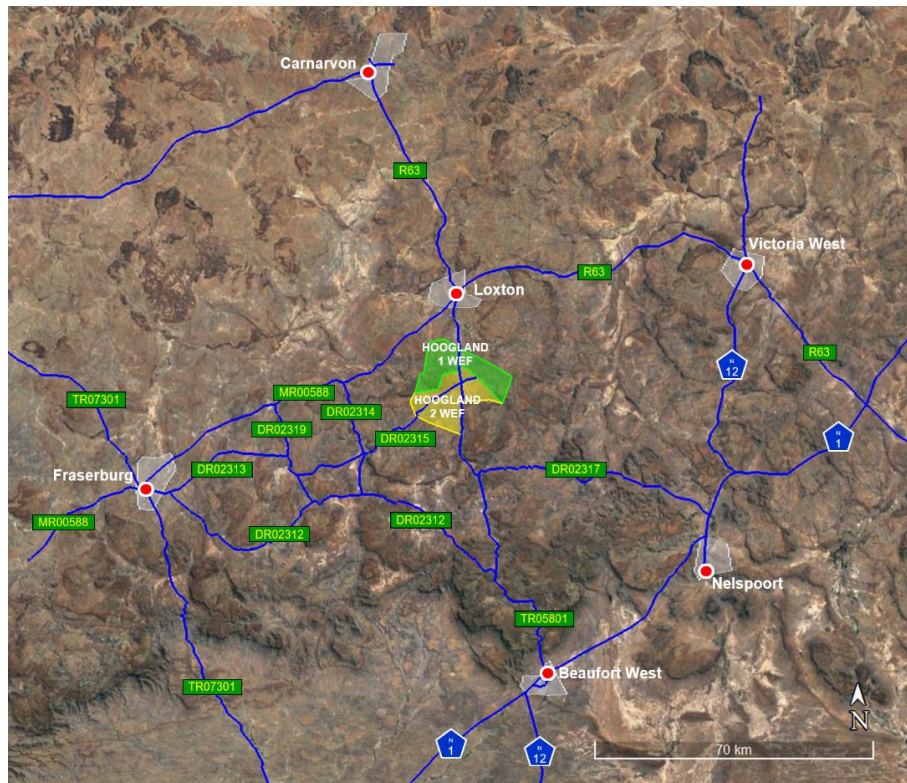 Carnarvon
R63
Victoria West
R63
Loxton
HOOGLAND
1 WEF
R63
N
12
TR07301
MR00588
HOOGLAND
2 WEF
DR02314
DR02319
DR02315
N
1
Fraserburg
DR02313
DR02317
MR00588
DR02312
DR02312
Nelspoort
TR05801
Beaufort West
TR07301
N
N
1
N
12
70 km